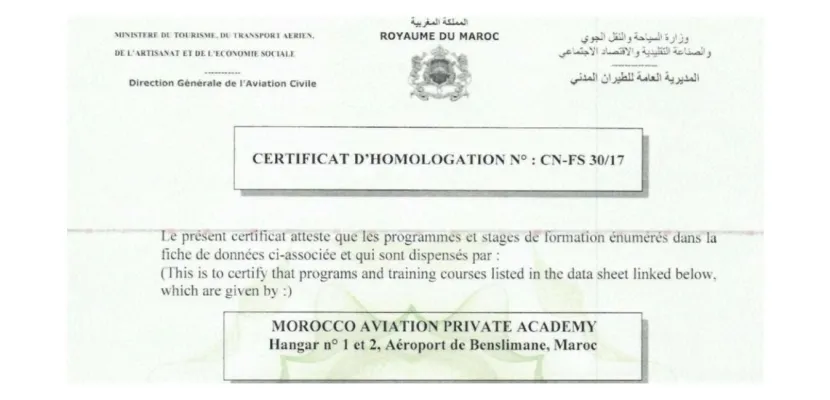 MINISTERE DU TOURISME, DU TRANSPORT AERIEN,
DE L'ARTISANAT ET DE L'ECONOMIE SOCIALE
------------
Direction Générale de l'Aviation Civile
المملكة المغربية
ROYAUME DU MAROC
وزارة السياحة والنقل الجوي
والصناعة التقليدية والاقتصاد الاجتماعي
------------
المديرية العامة للطيران المدني
CERTIFICAT D'HOMOLOGATION N° : CN-FS 30/17
Le présent certificat atteste que les programmes et stages de formation énumérés dans la
fiche de données ci-associée et qui sont dispensés par :
(This is to certify that programs and training courses listed in the data sheet linked below,
which are given by :)
MOROCCO AVIATION PRIVATE ACADEMY
Hangar n° 1 et 2, Aéroport de Benslimane, Maroc